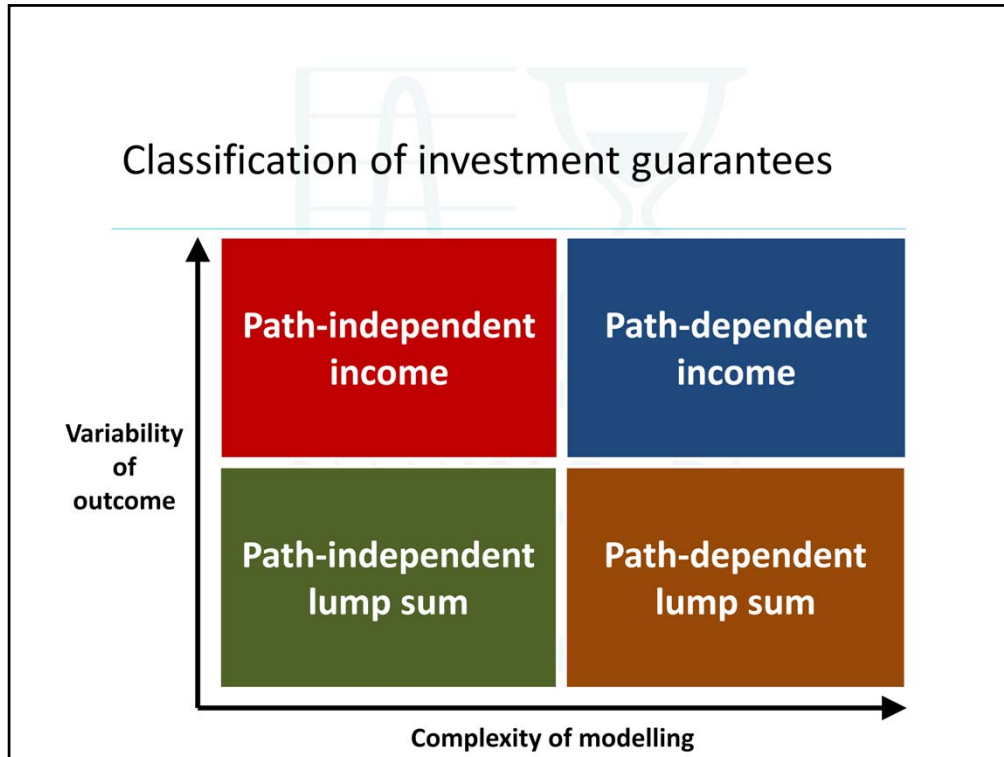 Classification of investment guarantees
Path-independent
income
Path-dependent
income
Variability
of
outcome
Path-independent
lump sum
Path-dependent
lump sum
Complexity of modelling